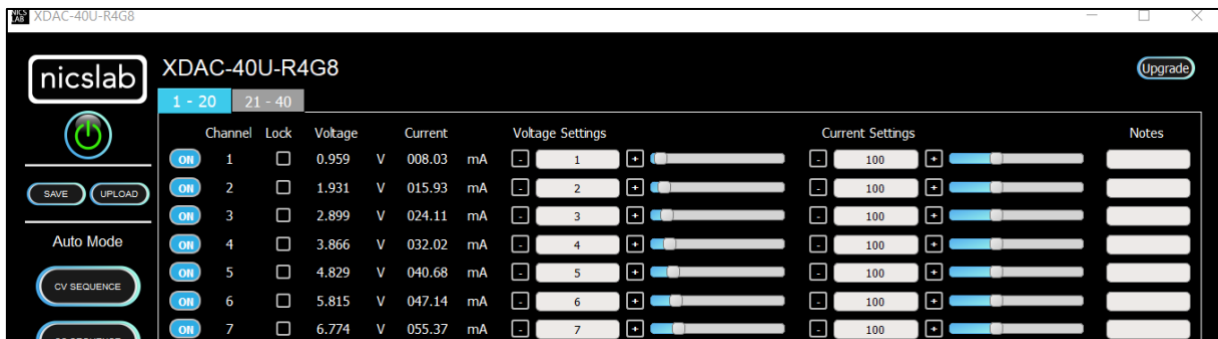 NICS LAB XDAC-40U-R4G8
nicslab XDAC-40U-R4G8 Upgrade
1 - 20 21 - 40
Channel Lock Voltage Current Voltage Settings Current Settings Notes
ON 1 0.959 V 008.03 mA - 1 + - 100 +
SAVE UPLOAD ON 2 1.931 V 015.93 mA - 2 + - 100 +
ON 3 2.899 V 024.11 mA - 3 + - 100 +
Auto Mode ON 4 3.866 V 032.02 mA - 4 + - 100 +
ON 5 4.829 V 040.68 mA - 5 + - 100 +
CV SEQUENCE ON 6 5.815 V 047.14 mA - 6 + - 100 +
ON 7 6.774 V 055.37 mA - 7 + - 100 +